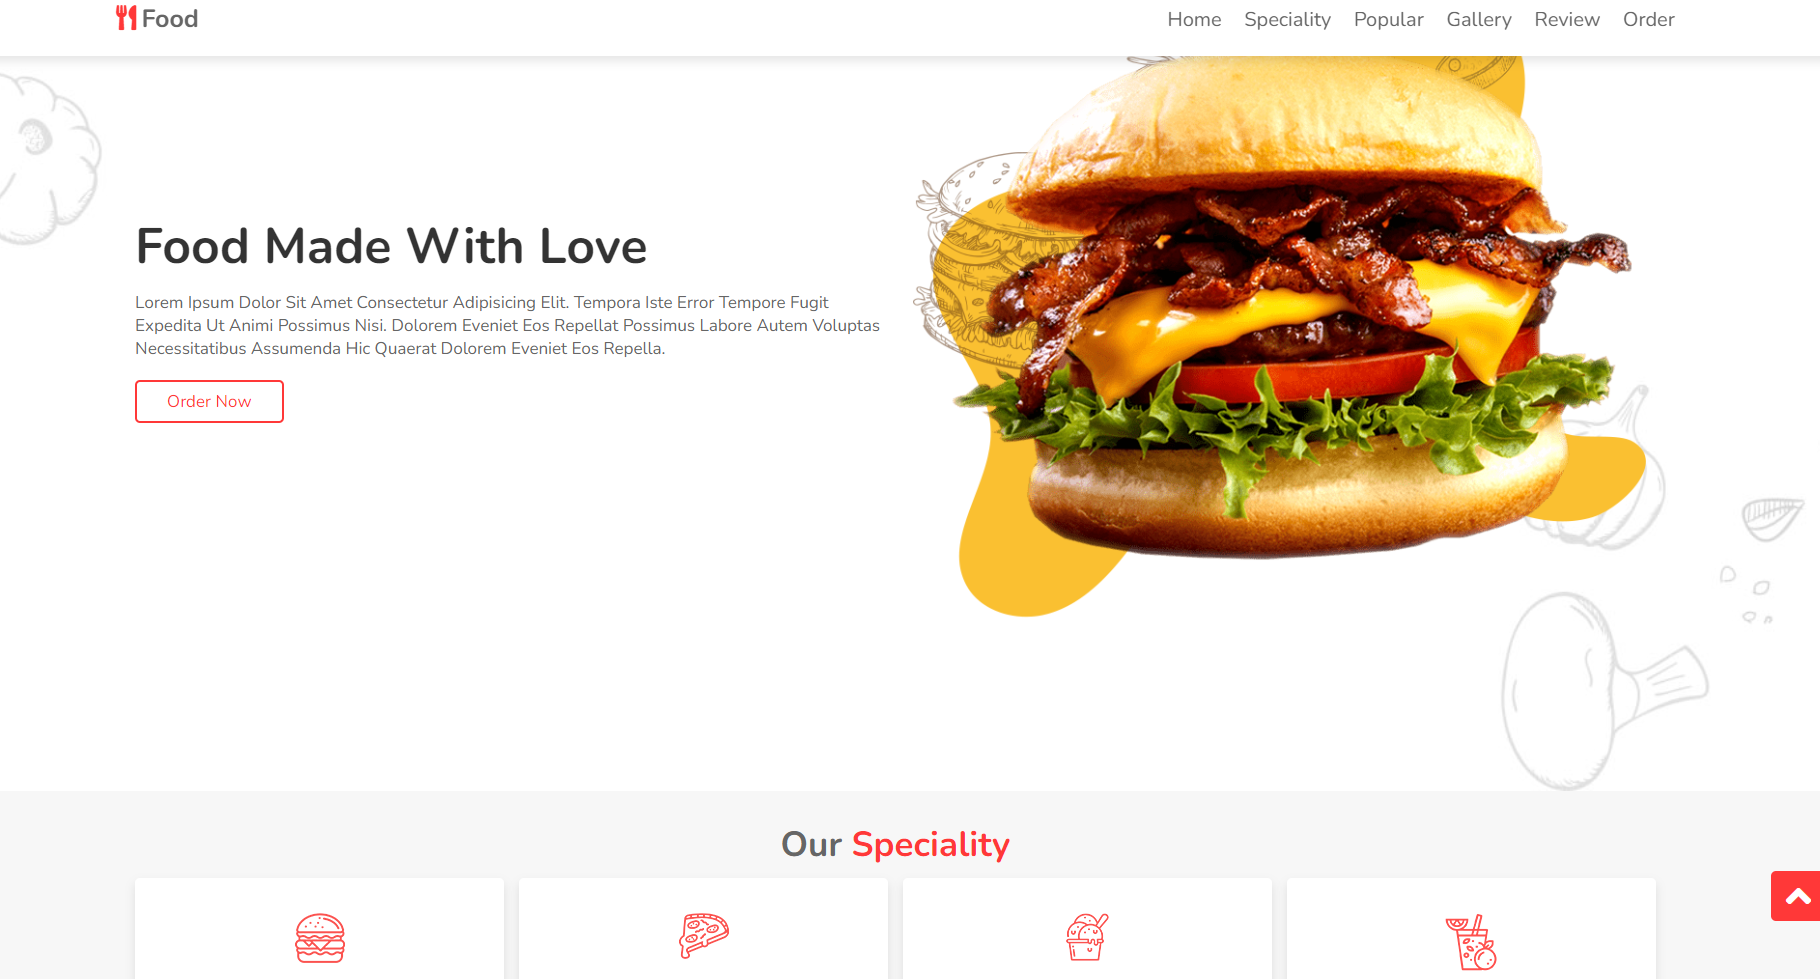 Food
Home Speciality Popular Gallery Review Order
Food Made With Love
Lorem Ipsum Dolor Sit Amet Consectetur Adipisicing Elit. Tempora Iste Error Tempore Fugit
Expedita Ut Animi Possimus Nisi. Dolorem Eveniet Eos Repellat Possimus Labore Autem Voluptas
Necessitatibus Assumenda Hic Quaerat Dolorem Eveniet Eos Repella.
Order Now
Our Speciality